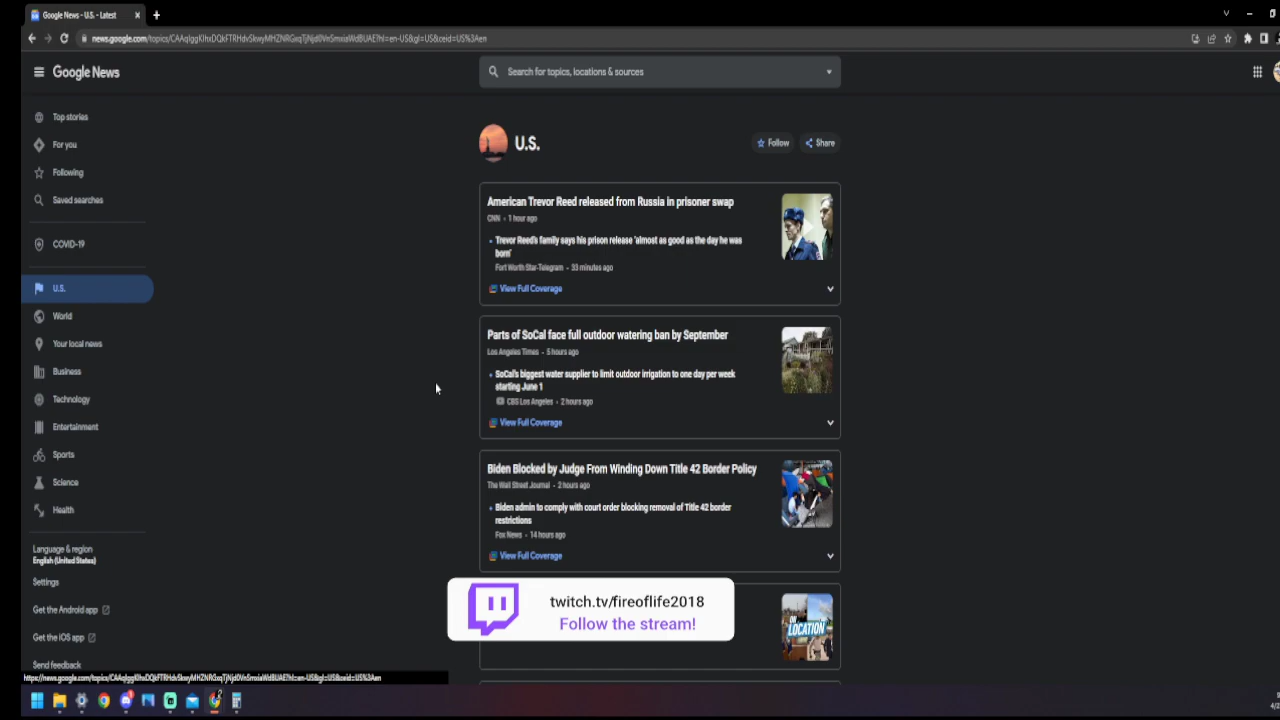 Google News - U.S. - Latest
Google News
Search for topics, locations & sources
Top stories
For you
Following
Saved searches
COVID-19
U.S.
World
Your local news
Business
Technology
Entertainment
Sports
Science
Health
Language & region
English (United States)
Settings
Get the Android app
Get the iOS app
Send feedback
U.S.
Follow
Share
American Trevor Reed released from Russia in prisoner swap
CNN • 1 hour ago
Trevor Reed's family says his prison release 'almost as good as the day he was
born'
Fort Worth Star-Telegram • 33 minutes ago
View Full Coverage
Parts of SoCal face full outdoor watering ban by September
Los Angeles Times • 5 hours ago
SoCal's biggest water supplier to limit outdoor irrigation to one day per week
starting June 1
CBS Los Angeles • 2 hours ago
View Full Coverage
Biden Blocked by Judge From Winding Down Title 42 Border Policy
The Wall Street Journal • 2 hours ago
Biden admin to comply with court order blocking removal of Title 42 border
restrictions
Fox News • 14 hours ago
View Full Coverage
ON
LOCATION
twitch.tv/fireoflife2018
Follow the stream!